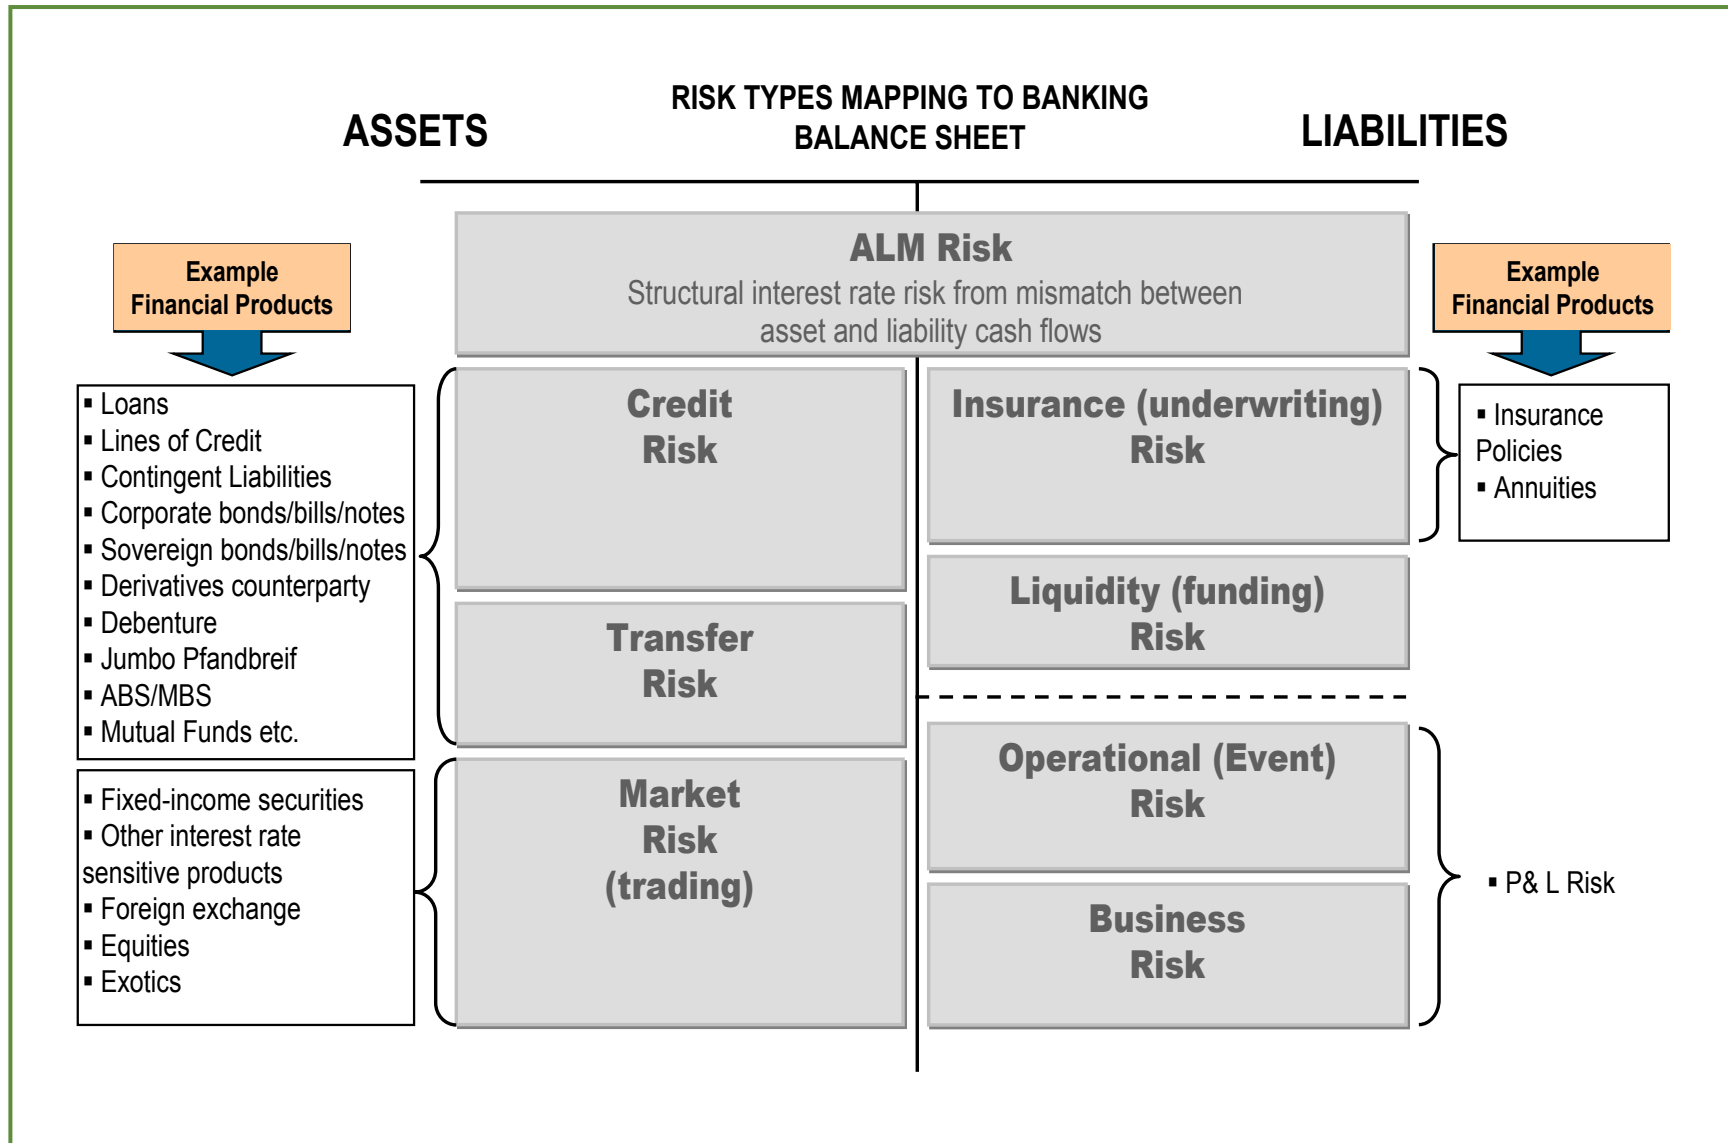 RISK TYPES MAPPING TO BANKING
BALANCE SHEET
ASSETS
LIABILITIES
ALM Risk
Structural interest rate risk from mismatch between
asset and liability cash flows
Example
Financial Products
▪ Loans
▪ Lines of Credit
▪ Contingent Liabilities
▪ Corporate bonds/bills/notes
▪ Sovereign bonds/bills/notes
▪ Derivatives counterparty
▪ Debenture
▪ Jumbo Pfandbreif
▪ ABS/MBS
▪ Mutual Funds etc.
▪ Fixed-income securities
▪ Other interest rate
sensitive products
▪ Foreign exchange
▪ Equities
▪ Exotics
Credit
Risk
Transfer
Risk
Market
Risk
(trading)
Insurance (underwriting)
Risk
Liquidity (funding)
Risk
Operational (Event)
Risk
Business
Risk
Example
Financial Products
▪ Insurance
Policies
▪ Annuities
▪ P& L Risk